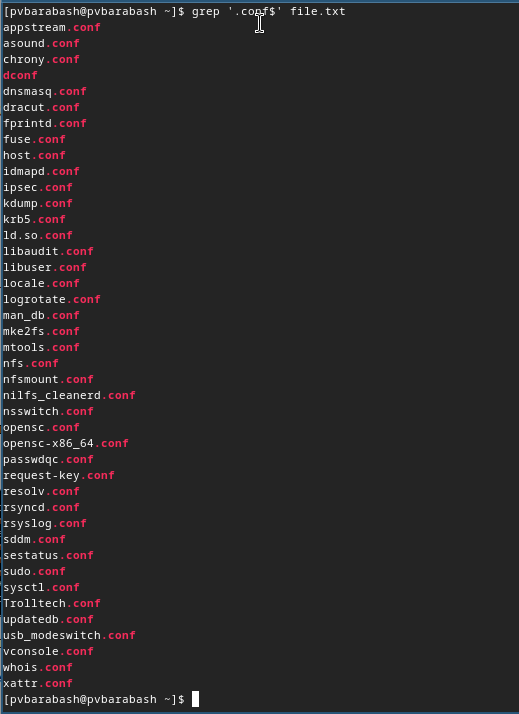 [pvbarabash@pvbarabash ~]$ grep '.conf$' file.txt
appstream.conf
asound.conf
chrony.conf
dconf
dnsmasq.conf
dracut.conf
fprintd.conf
fuse.conf
host.conf
idmapd.conf
ipsec.conf
kdump.conf
krb5.conf
ld.so.conf
libaudit.conf
libuser.conf
locale.conf
logrotate.conf
man_db.conf
mke2fs.conf
mtools.conf
nfs.conf
nfsmount.conf
nilfs_cleanerd.conf
nsswitch.conf
opensc.conf
opensc-x86_64.conf
passwdqc.conf
request-key.conf
resolv.conf
rsyncd.conf
rsyslog.conf
sddm.conf
sestatus.conf
sudo.conf
sysctl.conf
Trolltech.conf
updatedb.conf
usb_modeswitch.conf
vconsole.conf
whois.conf
xattr.conf
[pvbarabash@pvbarabash ~]$